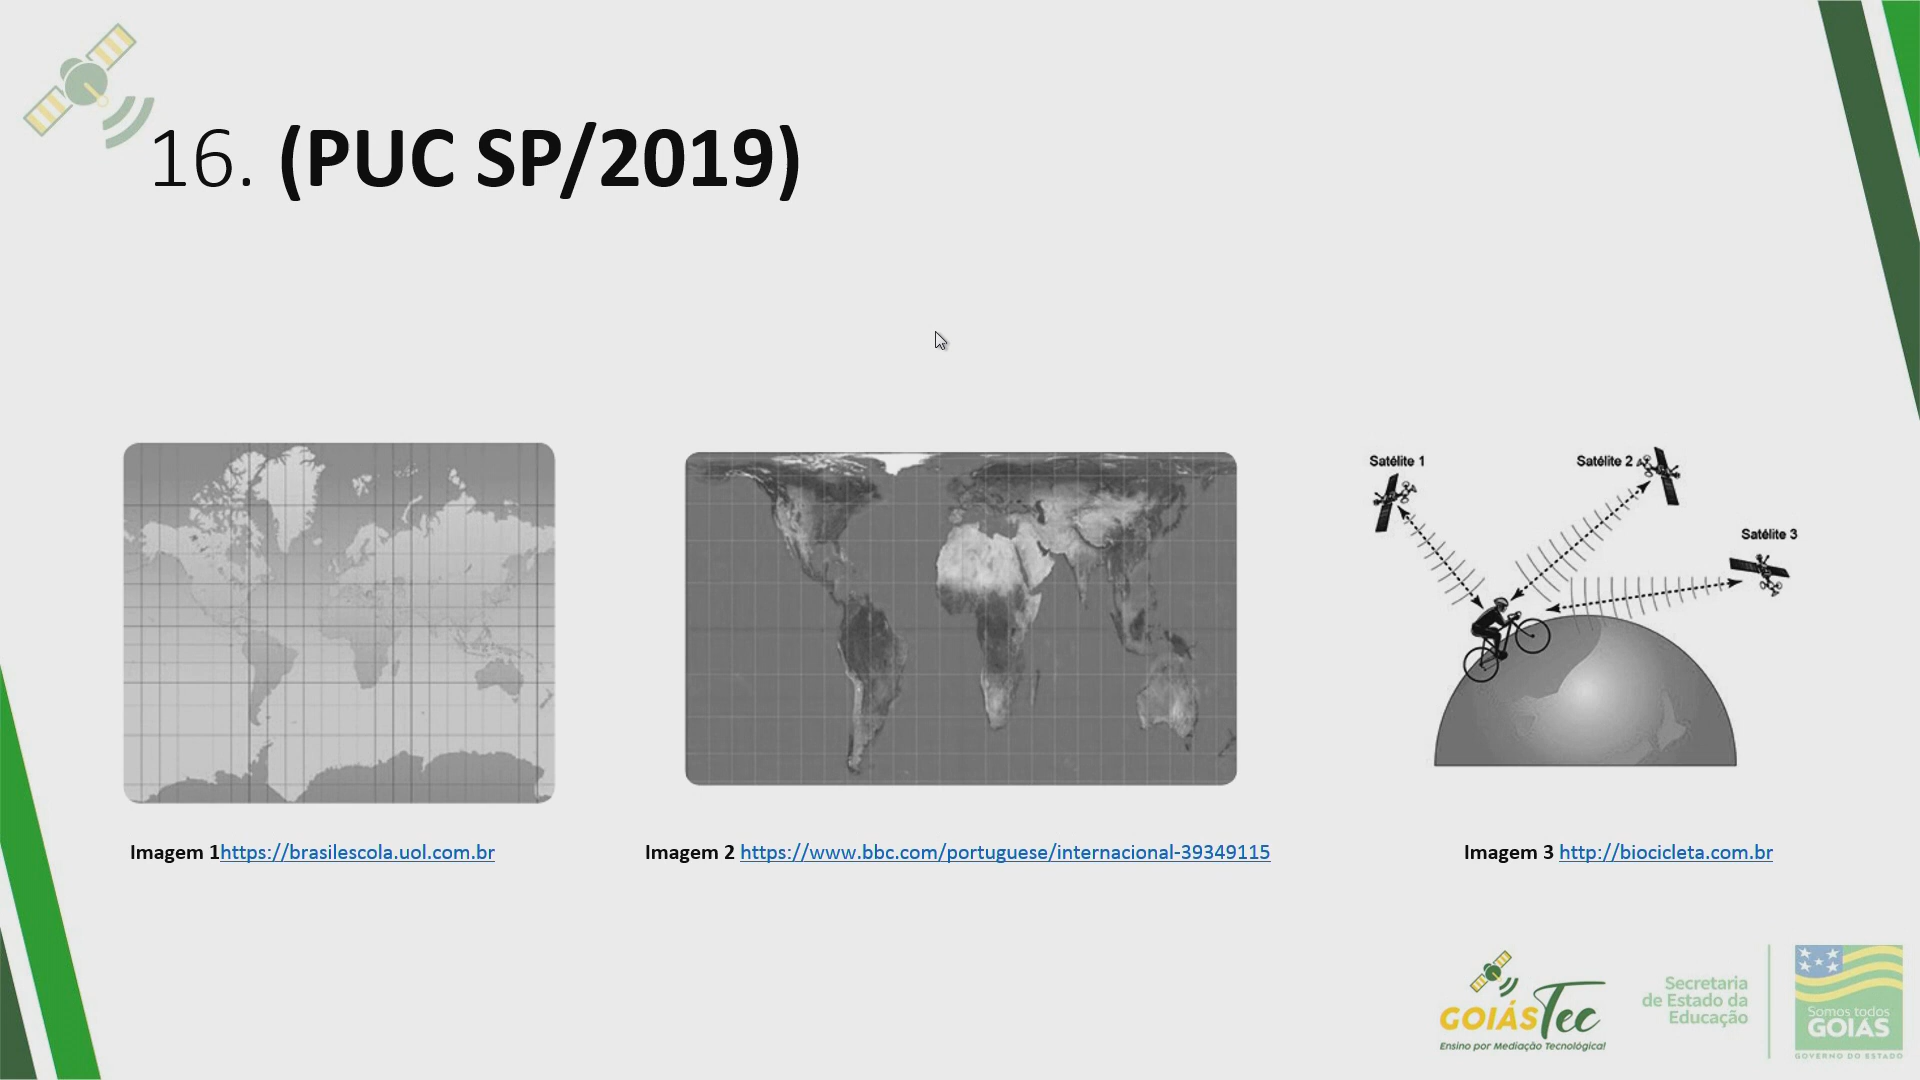 16. (PUC SP/2019)
Satélite 1
Satélite 2
Satélite 3
Imagem 1https://brasilescola.uol.com.br
Imagem 2 https://www.bbc.com/portuguese/internacional-39349115
Imagem 3 http://biocicleta.com.br
GOIÁSTec
Ensino por Mediação Tecnológica!
Secretaria
de Estado da
Educação
Somos todos
GOIÁS
GOVERNO DO ESTADO